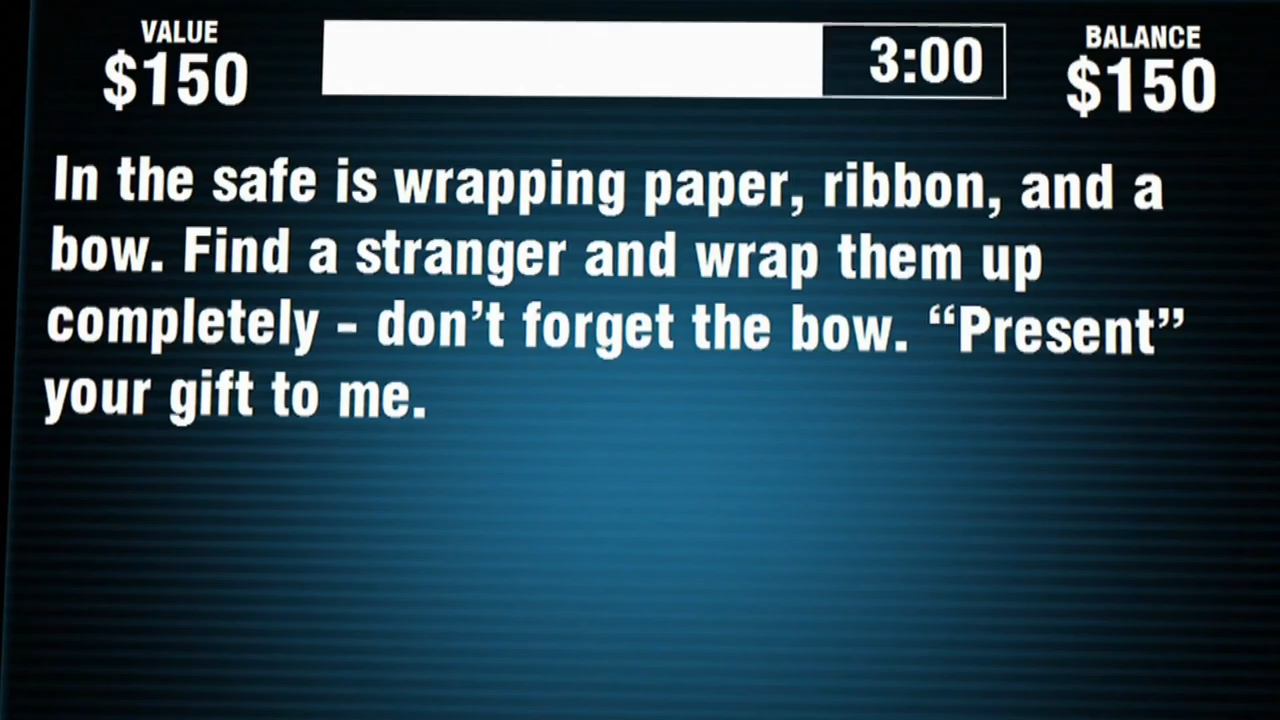 VALUE
$150
3:00
BALANCE
$150
In the safe is wrapping paper, ribbon, and a
bow. Find a stranger and wrap them up
completely - don't forget the bow. “Present”
your gift to me.